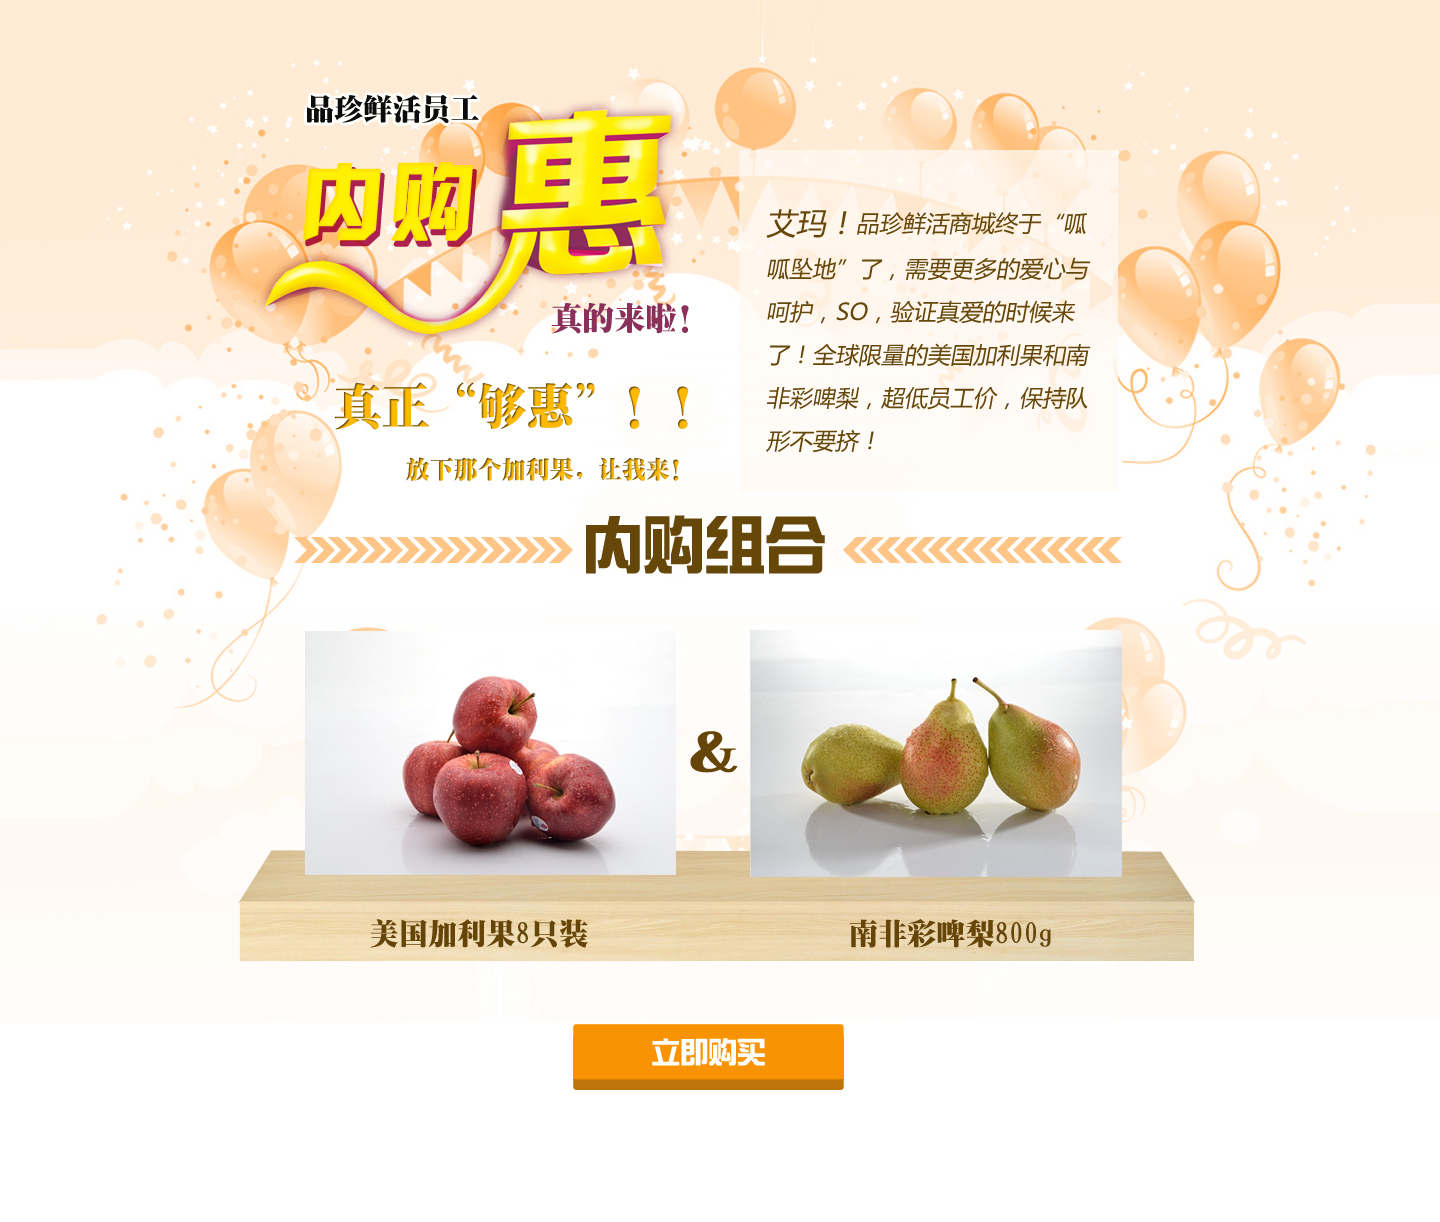 品珍鲜活员工
内购惠
真的来啦！
真正“够惠”！！
放下那个加利果，让我来！
艾玛！品珍鲜活商城终于“呱
呱坠地”了，需要更多的爱心与
呵护，SO，验证真爱的时候来
了！全球限量的美国加利果和南
非彩啤梨，超低员工价，保持队
形不要挤！
内购组合
&
美国加利果8只装
南非彩啤梨800g
立即购买